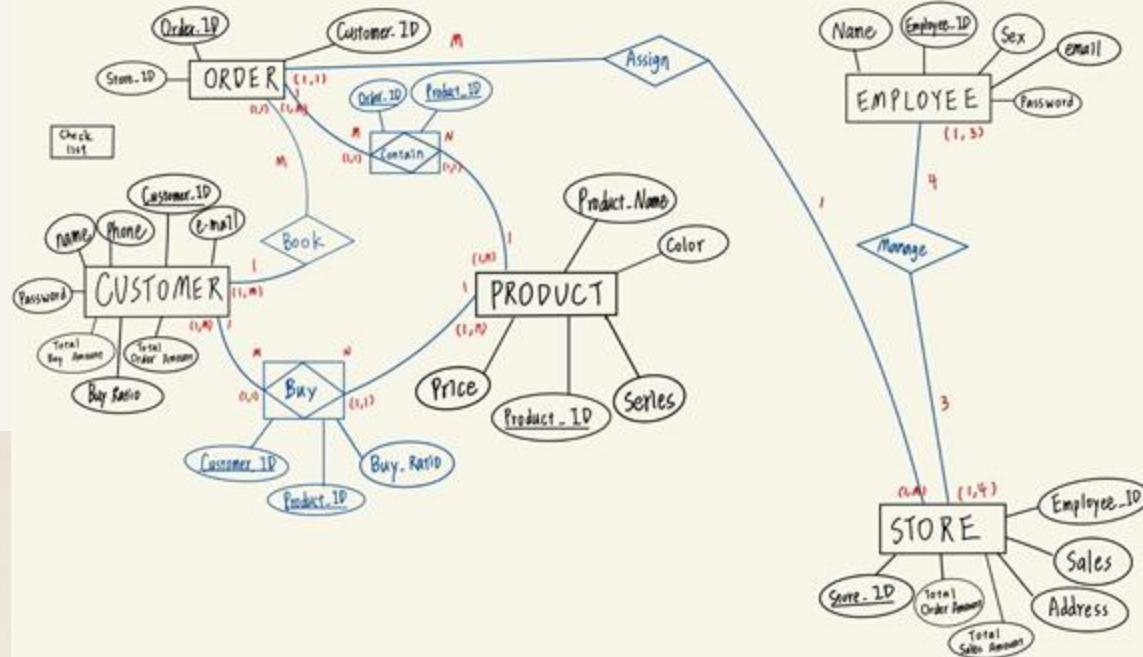 Order_ID
Customer_ID
Store_ID
ORDER
M
(1,1)
(1,1)
Order_ID
Product_ID
M
N
Contain
(1,1)
(1,1)
Assign
1
Name
Employee_ID
Sex
email
Password
EMPLOYEE
(1,3)
4
Manage
3
Check
list
M
Book
1
Customer_ID
name
Phone
e-mail
Password
CUSTOMER
(1,M)
1
Total
Buy Amount
Total
Order Amount
Buy Ratio
Product_Name
Color
1
PRODUCT
1
(1,N)
Price
Product_ID
Series
M
N
Buy
(1,1)
(1,1)
Customer_ID
Product_ID
Buy_Ratio
(1,4)
STORE
Employee_ID
Sales
Address
Store_ID
Total
Order Amount
Total
Sales Amount